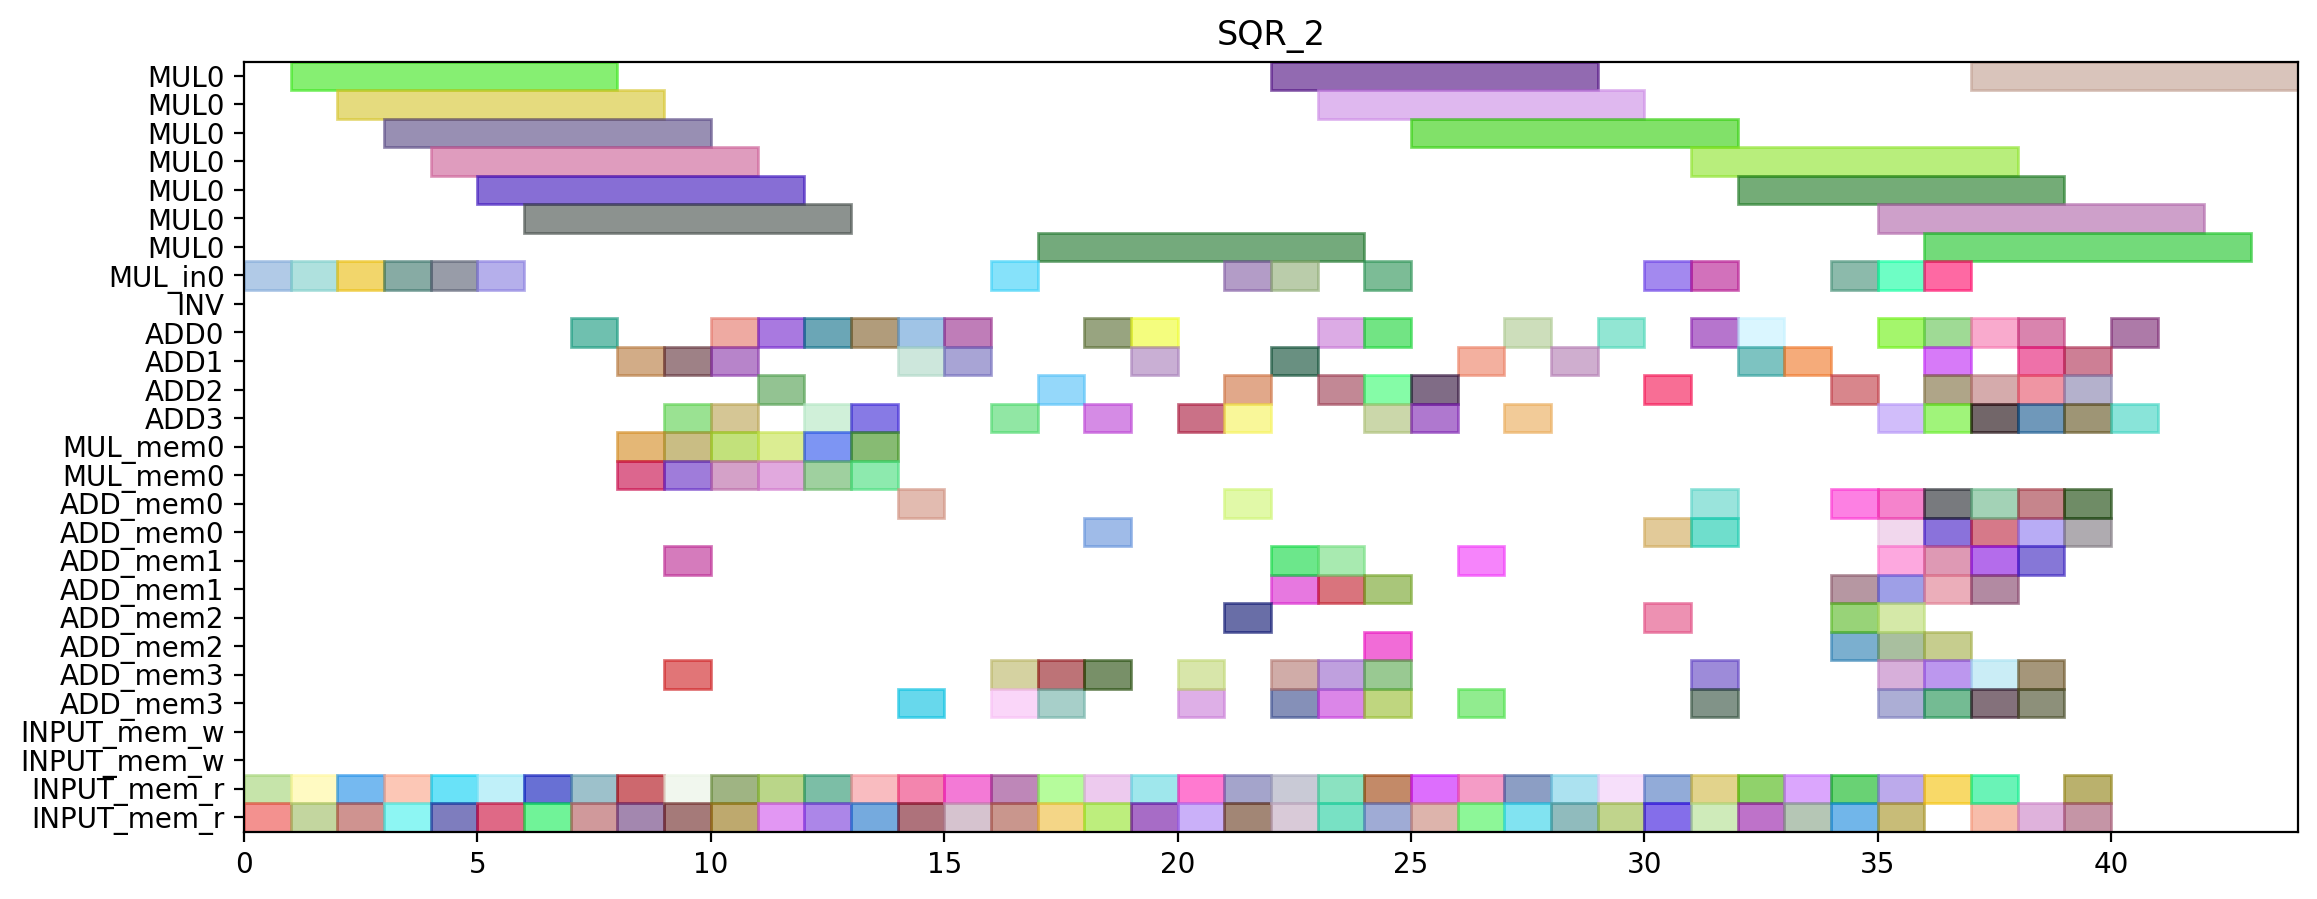 SQR_2
MUL0
MUL0
MUL0
MUL0
MUL0
MUL0
MUL0
MUL_in0
INV
ADD0
ADD1
ADD2
ADD3
MUL_mem0
MUL_mem0
ADD_mem0
ADD_mem0
ADD_mem1
ADD_mem1
ADD_mem2
ADD_mem2
ADD_mem3
ADD_mem3
INPUT_mem_w
INPUT_mem_w
INPUT_mem_r
INPUT_mem_r
0 5 10 15 20 25 30 35 40